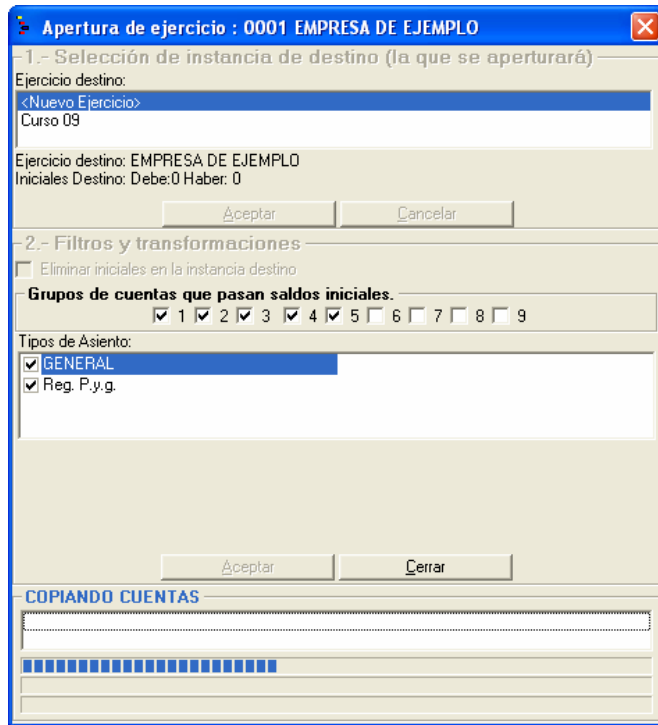 Apertura de ejercicio : 0001 EMPRESA DE EJEMPLO
1.- Selección de instancia de destino (la que se aperturará)
Ejercicio destino:
<Nuevo Ejercicio>
Curso 09
Ejercicio destino: EMPRESA DE EJEMPLO
Iniciales Destino: Debe:0 Haber: 0
Aceptar Cancelar
2.- Filtros y transformaciones
Eliminar iniciales en la instancia destino
Grupos de cuentas que pasan saldos iniciales.
1 2 3 4 5 6 7 8 9
Tipos de Asiento:
GENERAL
Reg. P.y.g.
Aceptar Cerrar
COPIANDO CUENTAS